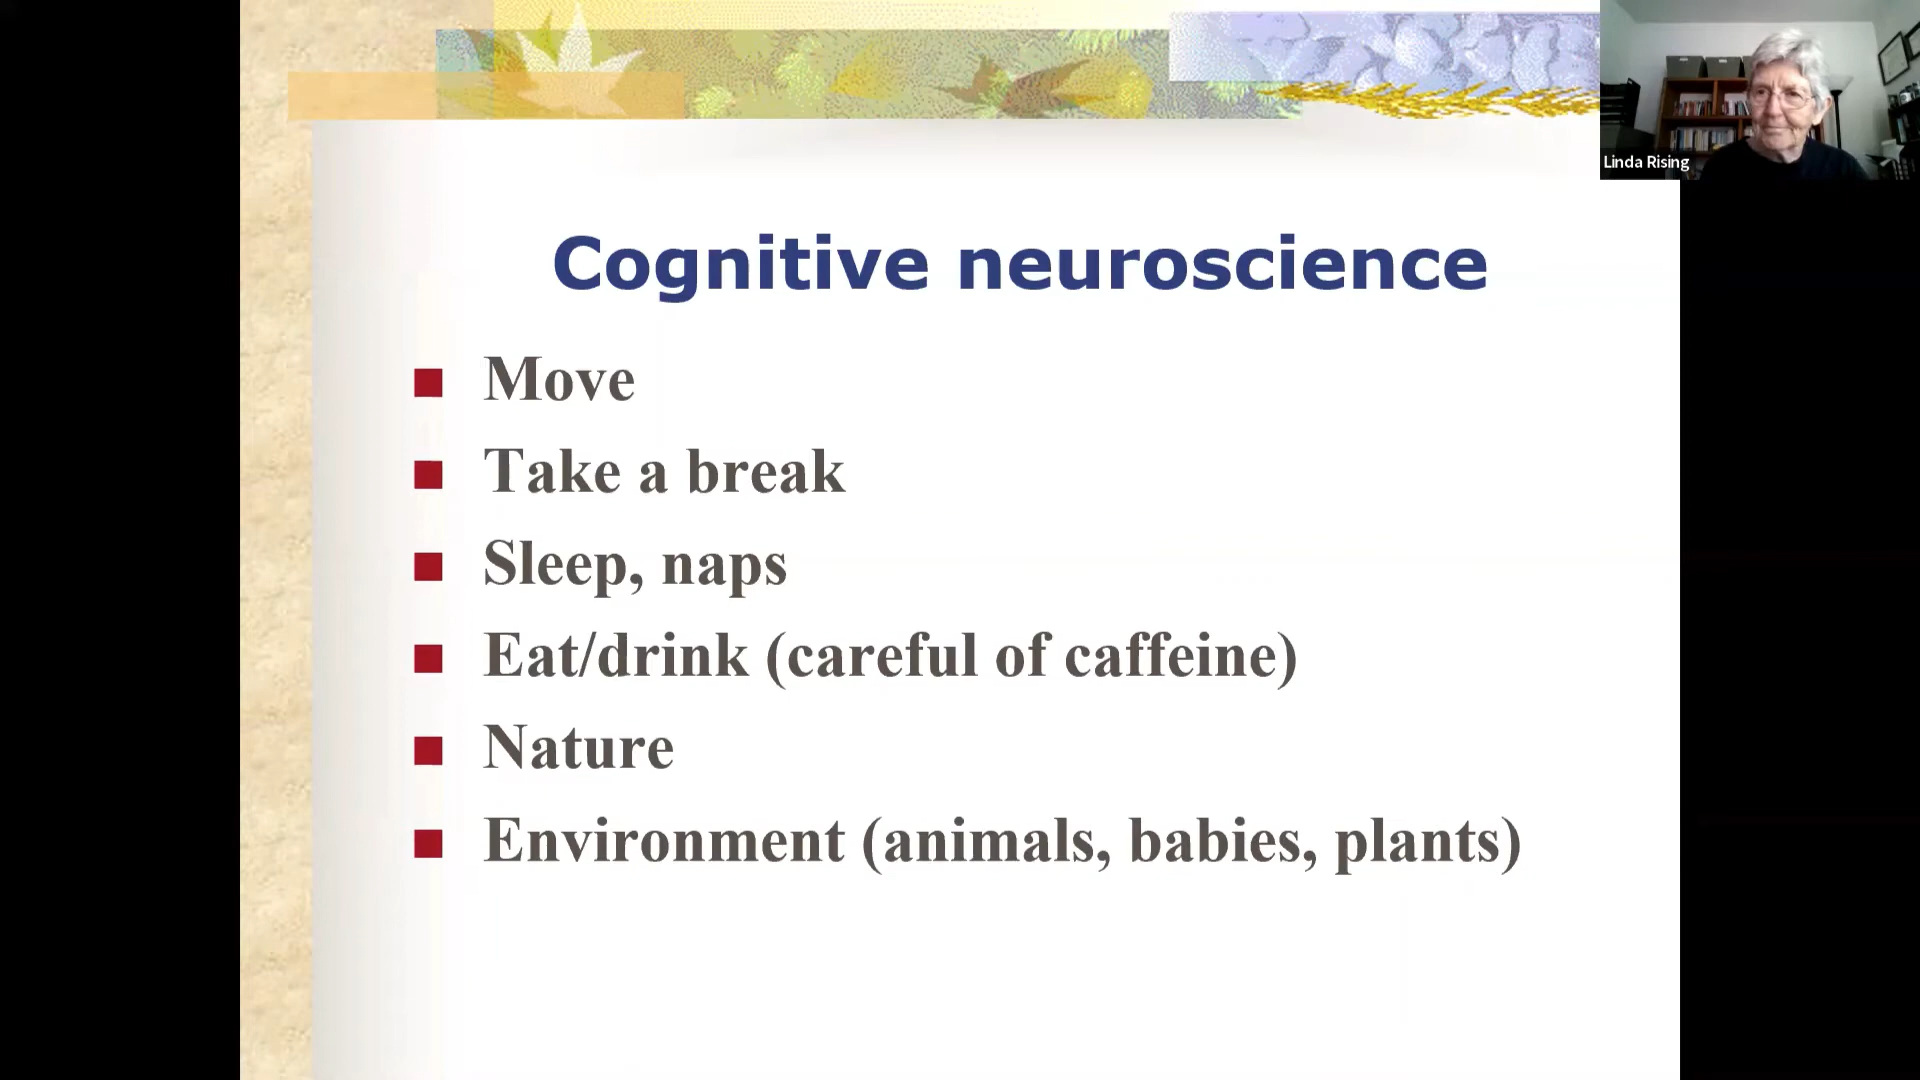 Linda Rising
Cognitive neuroscience
Move
Take a break
Sleep, naps
Eat/drink (careful of caffeine)
Nature
Environment (animals, babies, plants)